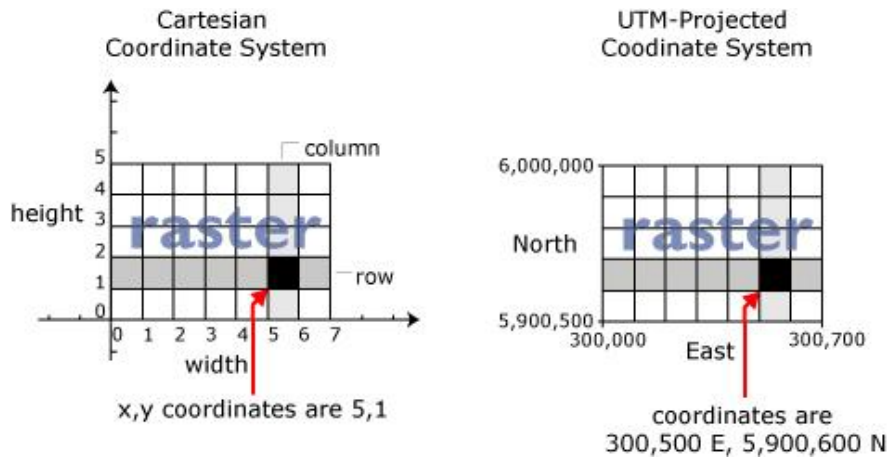 Cartesian
Coordinate System
5
4
3
2
1
0
height
column
raster
row
0 1 2 3 4 5 6 7
width
x,y coordinates are 5,1
UTM-Projected
Coodinate System
6,000,000
North
raster
5,900,500
300,000
East
300,700
coordinates are
300,500 E, 5,900,600 N